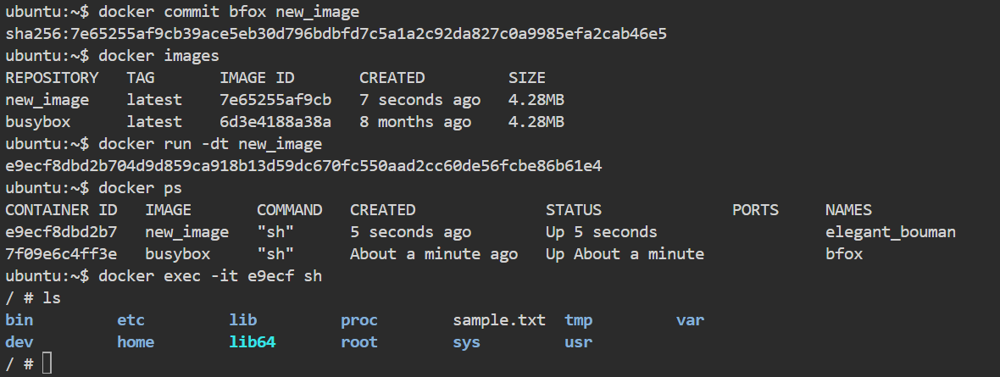 ubuntu:~$ docker commit bfox new_image
sha256:7e65255af9cb39ace5eb30d796bdbfd7c5a1a2c92da827c0a9985efa2cab46e5
ubuntu:~$ docker images
REPOSITORY   TAG       IMAGE ID       CREATED         SIZE
new_image    latest    7e65255af9cb   7 seconds ago   4.28MB
busybox      latest    6d3e4188a38a   8 months ago    4.28MB
ubuntu:~$ docker run -dt new_image
e9ecf8dbd2b704d9d859ca918b13d59dc670fc550aad2cc60de56fcbe86b61e4
ubuntu:~$ docker ps
CONTAINER ID   IMAGE       COMMAND   CREATED              STATUS              PORTS     NAMES
e9ecf8dbd2b7   new_image   "sh"      5 seconds ago        Up 5 seconds                  elegant_bouman
7f09e6c4ff3e   busybox     "sh"      About a minute ago   Up About a minute             bfox
ubuntu:~$ docker exec -it e9ecf sh
/ # ls
bin         etc         lib         proc        sample.txt  tmp         var
dev         home        lib64       root        sys         usr
/ #